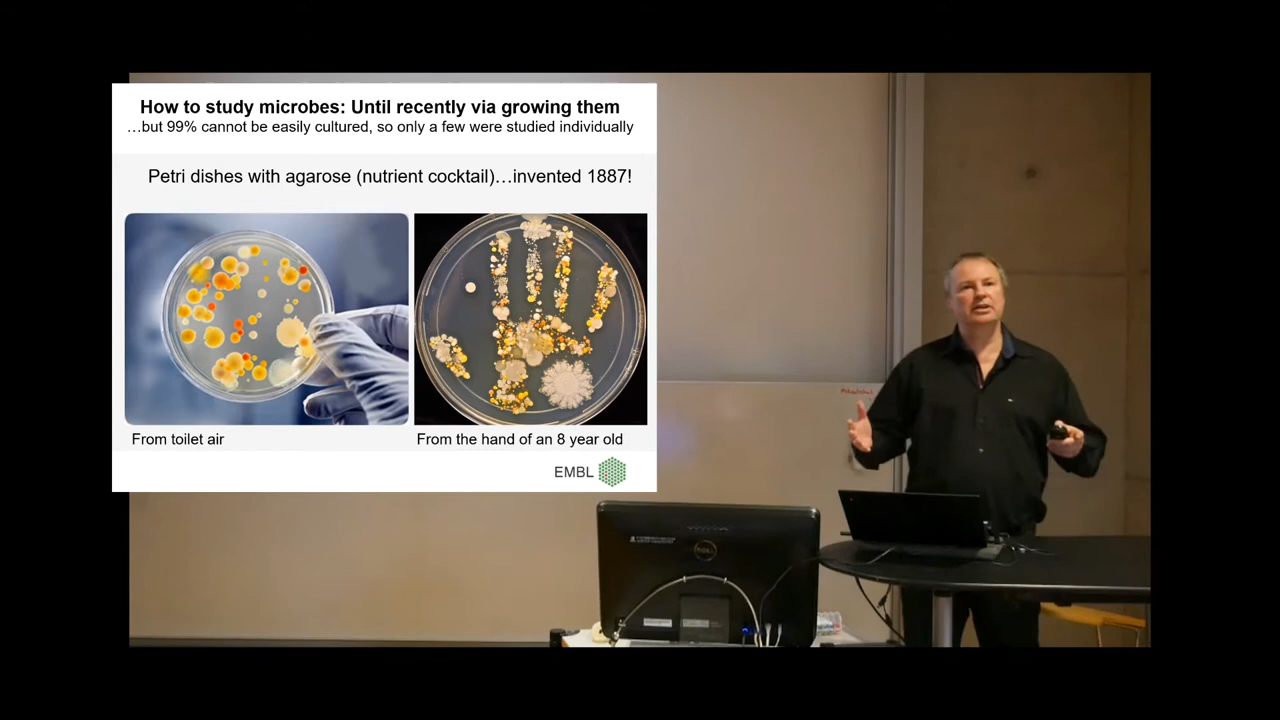 How to study microbes: Until recently via growing them
…but 99% cannot be easily cultured, so only a few were studied individually
Petri dishes with agarose (nutrient cocktail)…invented 1887!
From toilet air
From the hand of an 8 year old
EMBL
DELL